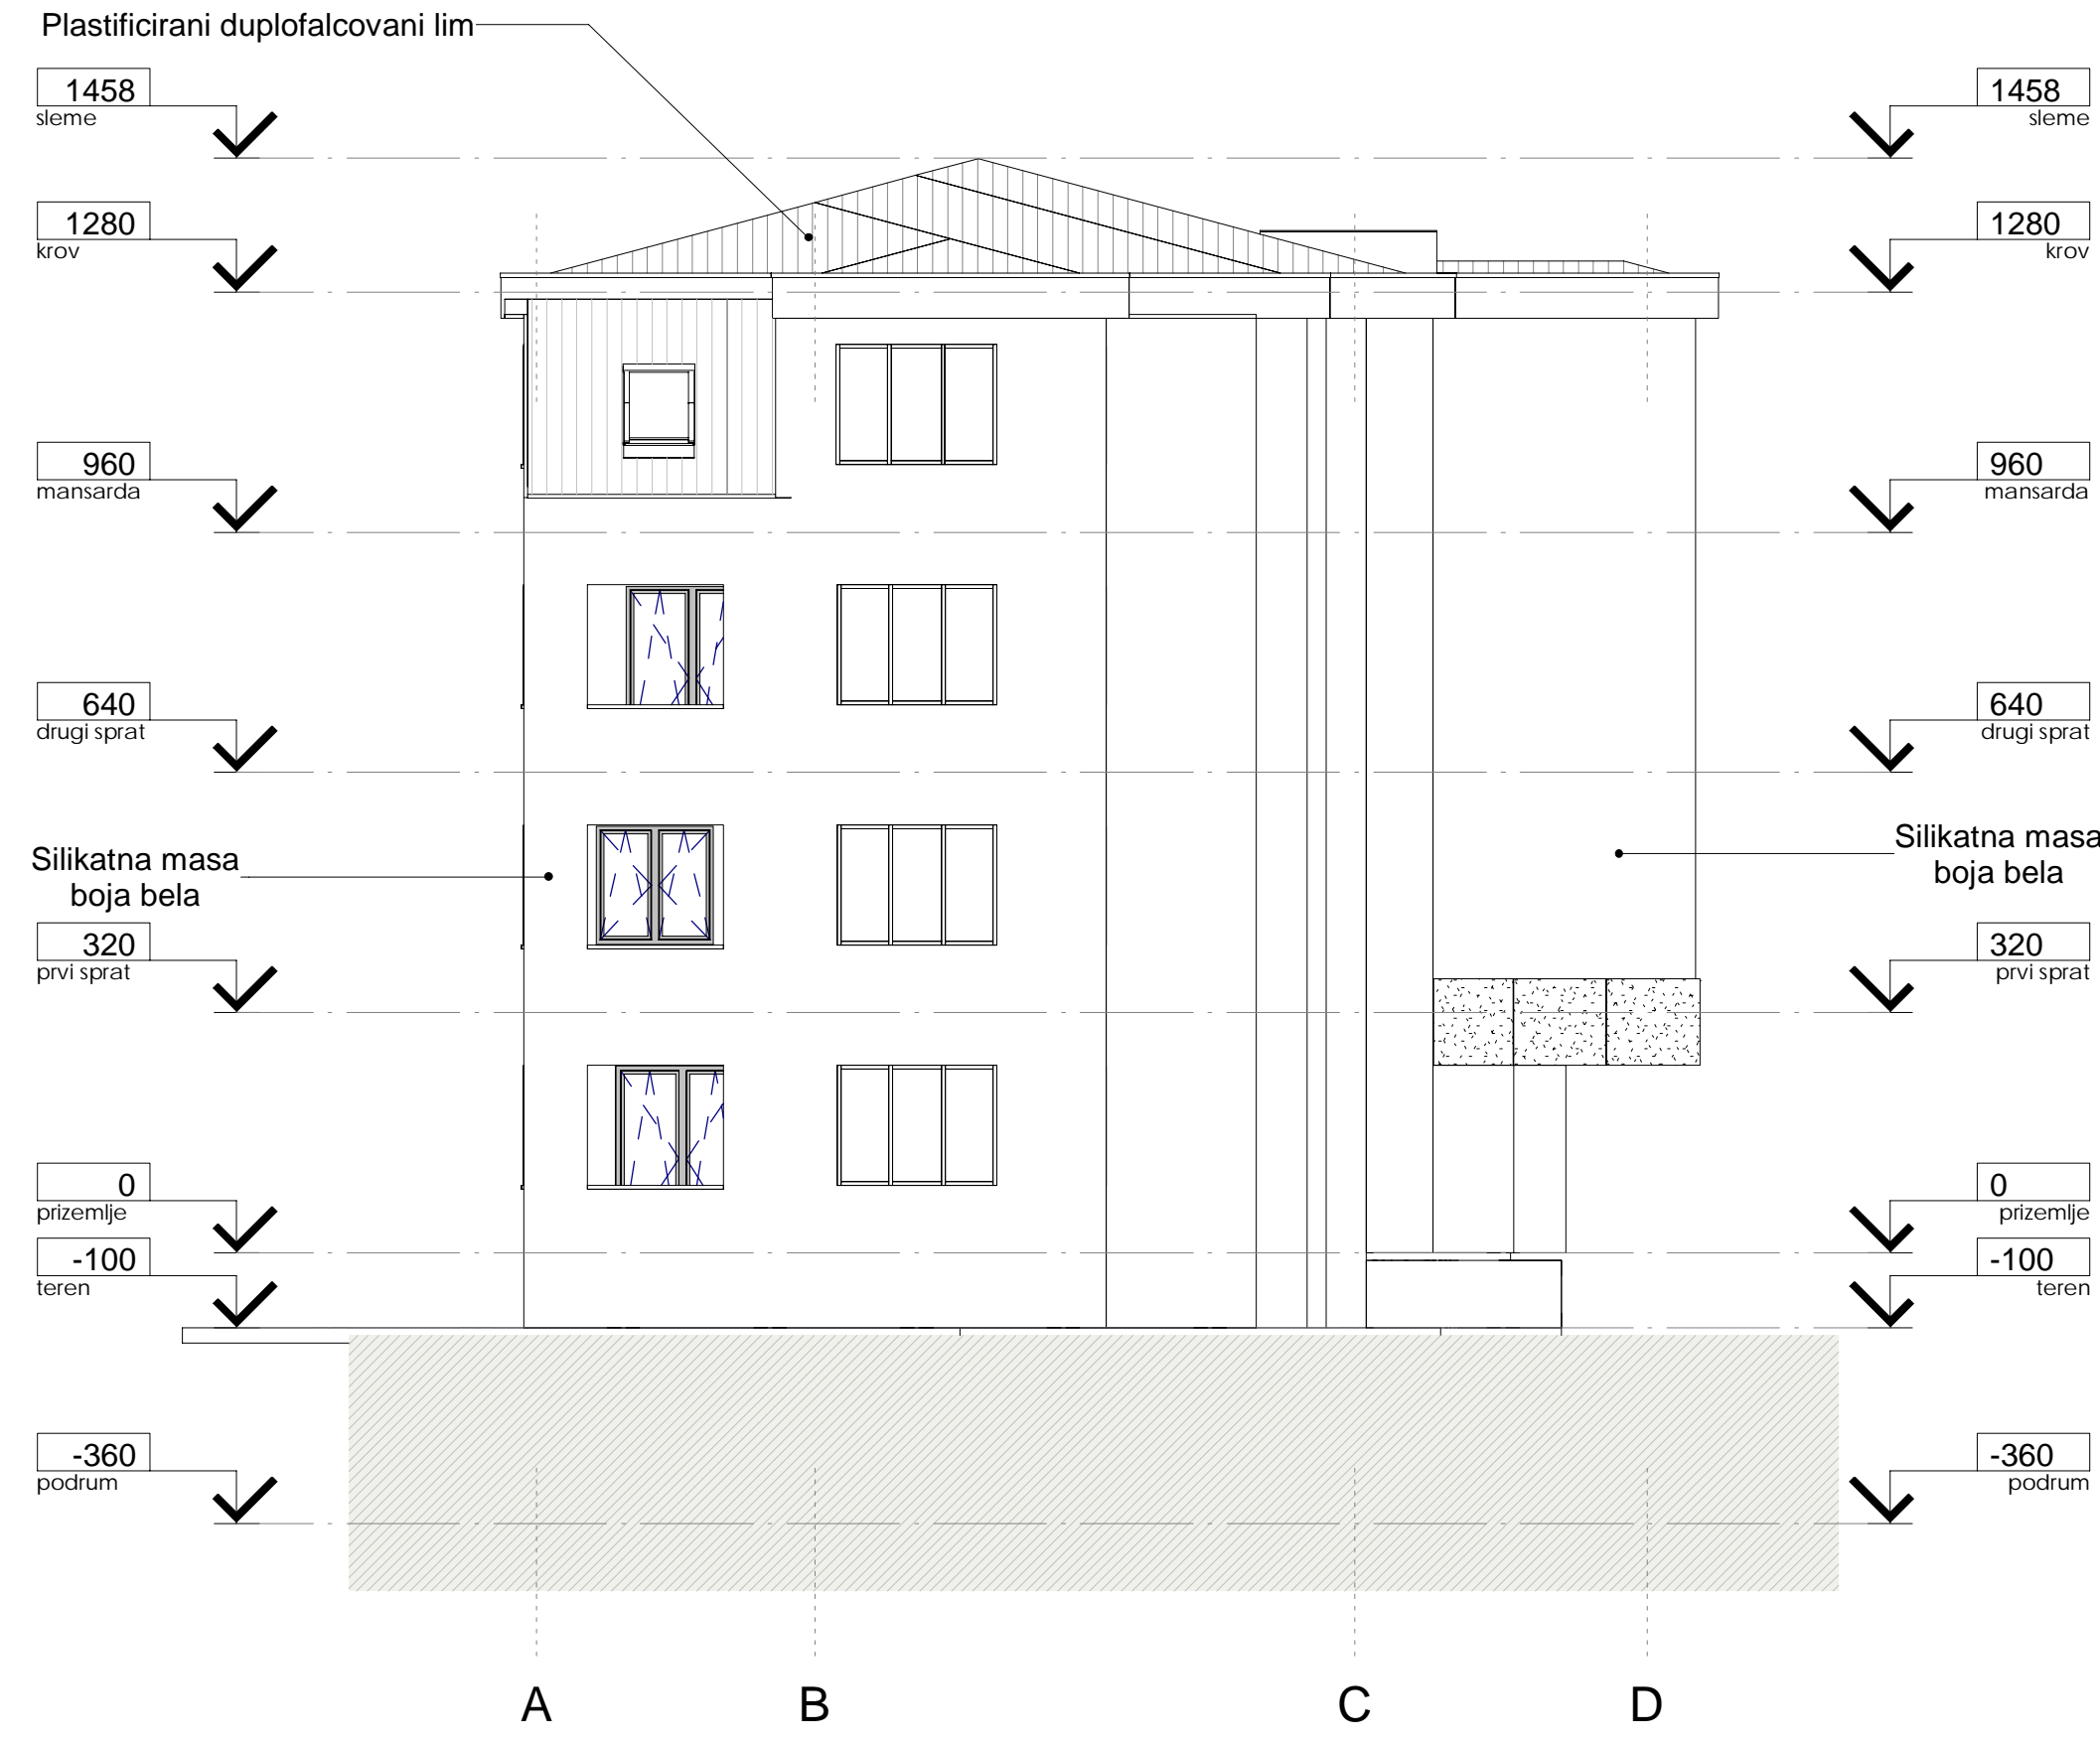 Plastificirani duplofalcovani lim
1458
sleme
1458
sleme
1280
krov
1280
krov
960
mansarda
960
mansarda
640
drugi sprat
640
drugi sprat
Silikatna masa
boja bela
Silikatna masa
boja bela
320
prvi sprat
320
prvi sprat
0
prizemlje
0
prizemlje
-100
teren
-100
teren
-360
podrum
-360
podrum
A B C D